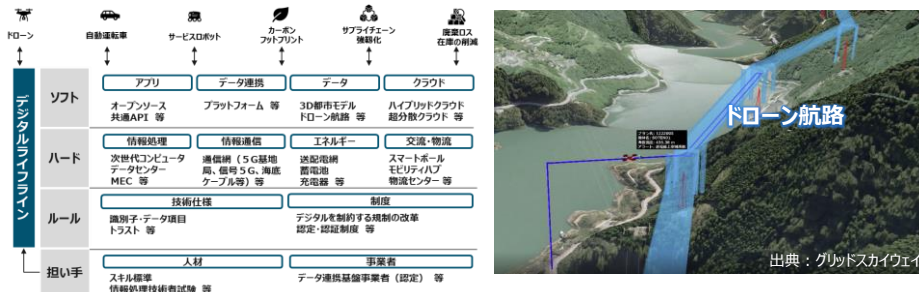 ドローン
自動運転車
サービスロボット
カーボン
フットプリント
サプライチェーン
強靱化
廃棄ロス
在庫の削減
デジタルライフライン
ソフト
アプリ
オープンソース
共通API 等
データ連携
プラットフォーム 等
データ
3D都市モデル
ドローン航路 等
クラウド
ハイブリッドクラウド
超分散クラウド 等
ハード
情報処理
次世代コンピュータ
データセンター
MEC 等
情報通信
通信網(5G基地
局、信号5G、海底
ケーブル等)等
エネルギー
送配電網
蓄電池
充電器 等
交流・物流
スマートポール
モビリティハブ
物流センター 等
ルール
技術仕様
識別子・データ項目
トラスト 等
制度
デジタルを制約する規制の改革
認定・認証制度 等
担い手
人材
スキル標準
情報処理技術者試験 等
事業者
データ連携基盤事業者(認定) 等
ドローン航路
出典:グリッドスカイウェイ